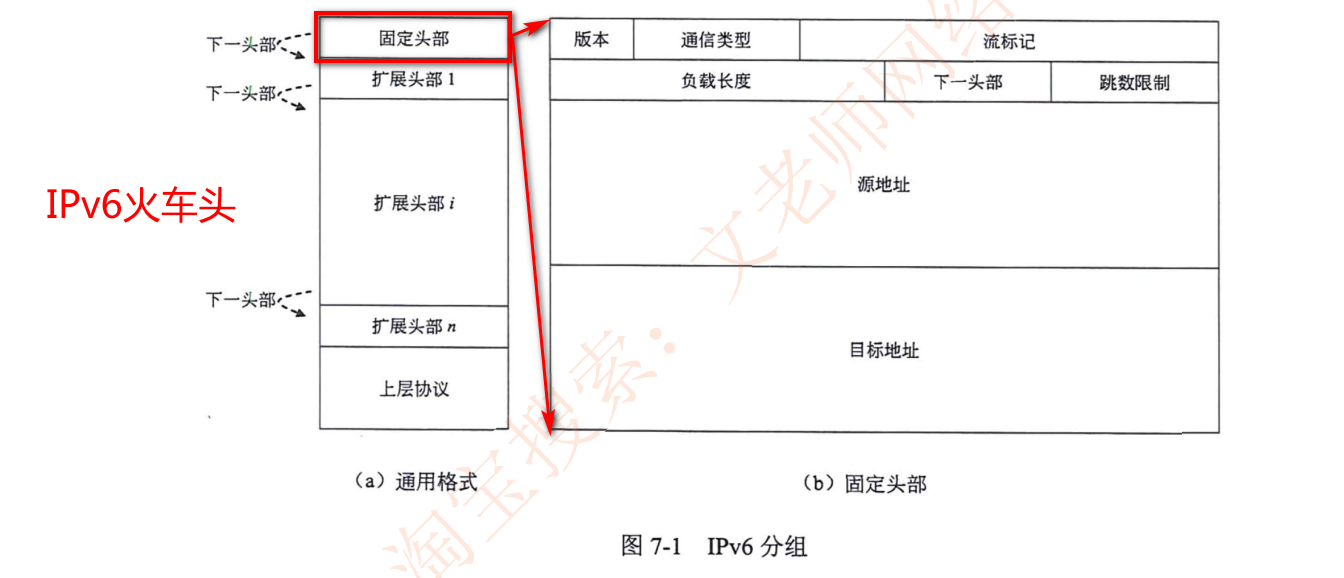 下一头部
固定头部
版本
通信类型
流标记
下一头部
扩展头部 1
负载长度
下一头部
跳数限制
IPv6火车头
扩展头部 i
源地址
下一头部
扩展头部 n
目标地址
上层协议
(a) 通用格式
(b) 固定头部
图 7-1 IPv6 分组
淘宝搜索：文老师网络